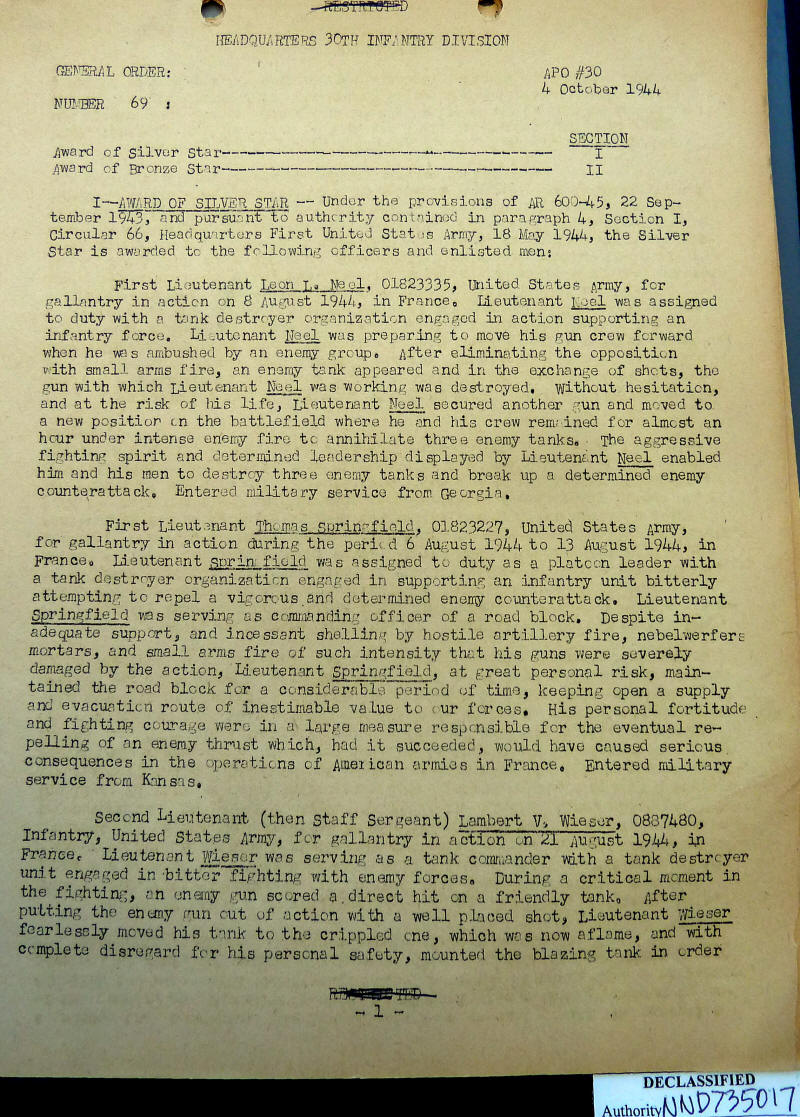 RESTRICTED
HEADQUARTERS 30TH INFANTRY DIVISION
GENERAL ORDER:
APO #30
4 October 1944
NUMBER 69 :
SECTION
Award of Silver Star------------------------------------------ I
Award of Bronze Star------------------------------------------ II
I--AWARD OF SILVER STAR -- Under the provisions of AR 600-45, 22 Sep-
tember 1943, and pursuant to authority contained in paragraph 4, Section I,
Circular 66, Headquarters First United States Army, 18 May 1944, the Silver
Star is awarded to the following officers and enlisted men:
First Lieutenant Leon L. Neel, O1823335, United States Army, for
gallantry in action on 8 August 1944, in France. Lieutenant Neel was assigned
to duty with a tank destroyer organization engaged in action supporting an
infantry force. Lieutenant Neel was preparing to move his gun crew forward
when he was ambushed by an enemy group. After eliminating the opposition
with small arms fire, an enemy tank appeared and in the exchange of shots, the
gun with which Lieutenant Neel was working was destroyed. Without hesitation,
and at the risk of his life, Lieutenant Neel secured another gun and moved to
a new position on the battlefield where he and his crew remained for almost an
hour under intense enemy fire to annihilate three enemy tanks. The aggressive
fighting spirit and determined leadership displayed by Lieutenant Neel enabled
him and his men to destroy three enemy tanks and break up a determined enemy
counterattack. Entered military service from Georgia.
First Lieutenant Thomas Springfield, O1823227, United States Army,
for gallantry in action during the period 6 August 1944 to 13 August 1944, in
France. Lieutenant Springfield was assigned to duty as a platoon leader with
a tank destroyer organization engaged in supporting an infantry unit bitterly
attempting to repel a vigorous and determined enemy counterattack. Lieutenant
Springfield was serving as commanding officer of a road block. Despite in-
adequate support, and incessant shelling by hostile artillery fire, nebelwerfers
mortars, and small arms fire of such intensity that his guns were severely
damaged by the action, Lieutenant Springfield, at great personal risk, main-
tained the road block for a considerable period of time, keeping open a supply
and evacuation route of inestimable value to our forces. His personal fortitude
and fighting courage were in a large measure responsible for the eventual re-
pelling of an enemy thrust which, had it succeeded, would have caused serious
consequences in the operations of American armies in France. Entered military
service from Kansas.
Second Lieutenant (then Staff Sergeant) Lambert V. Wieser, 0887480,
Infantry, United States Army, for gallantry in action on 21 August 1944, in
France. Lieutenant Wieser was serving as a tank commander with a tank destroyer
unit engaged in bitter fighting with enemy forces. During a critical moment in
the fighting, an enemy gun scored a direct hit on a friendly tank. After
putting the enemy gun out of action with a well placed shot, Lieutenant Wieser
fearlessly moved his tank to the crippled one, which was now aflame, and with
complete disregard for his personal safety, mounted the blazing tank in order
RESTRICTED
- 1 -
DECLASSIFIED
Authority NND735017